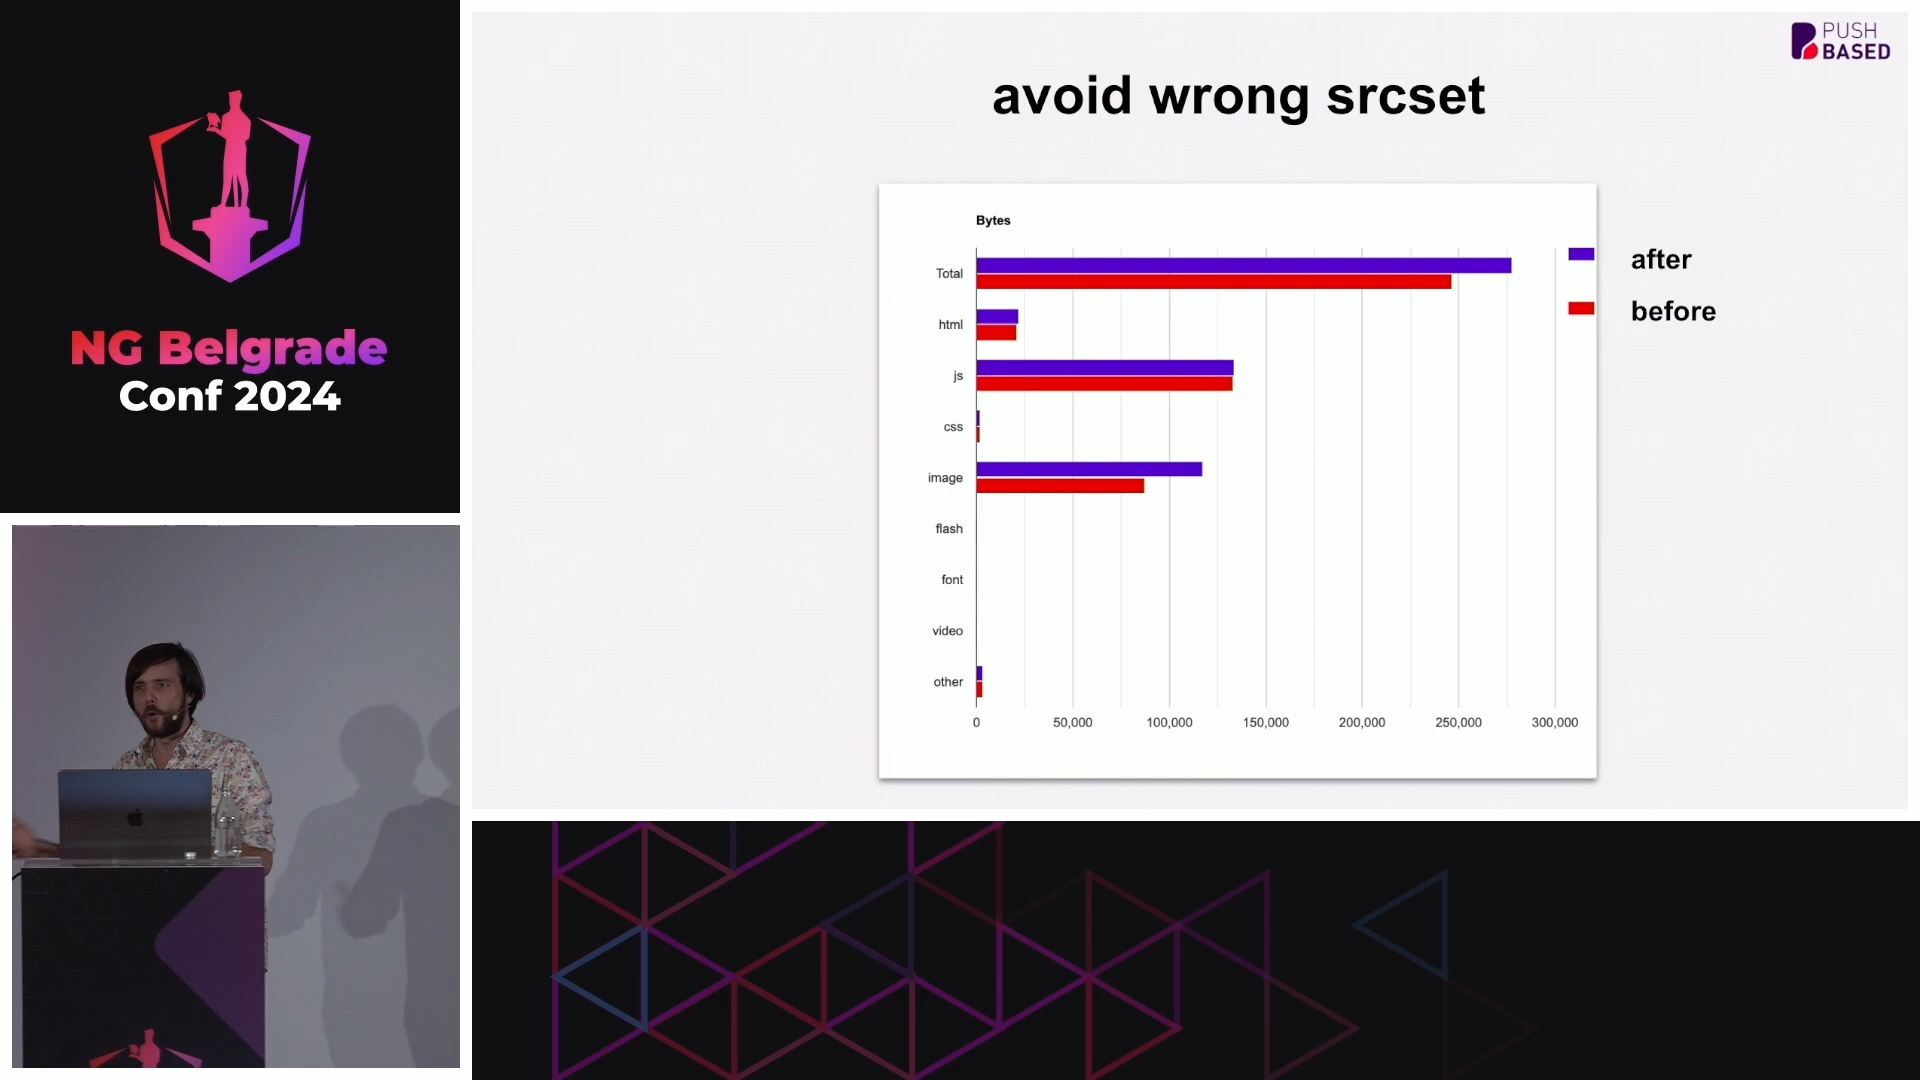 NG Belgrade
Conf 2024
PUSH
BASED
avoid wrong srcset
Bytes
after
before
Total
html
js
css
image
flash
font
video
other
0 50,000 100,000 150,000 200,000 250,000 300,000